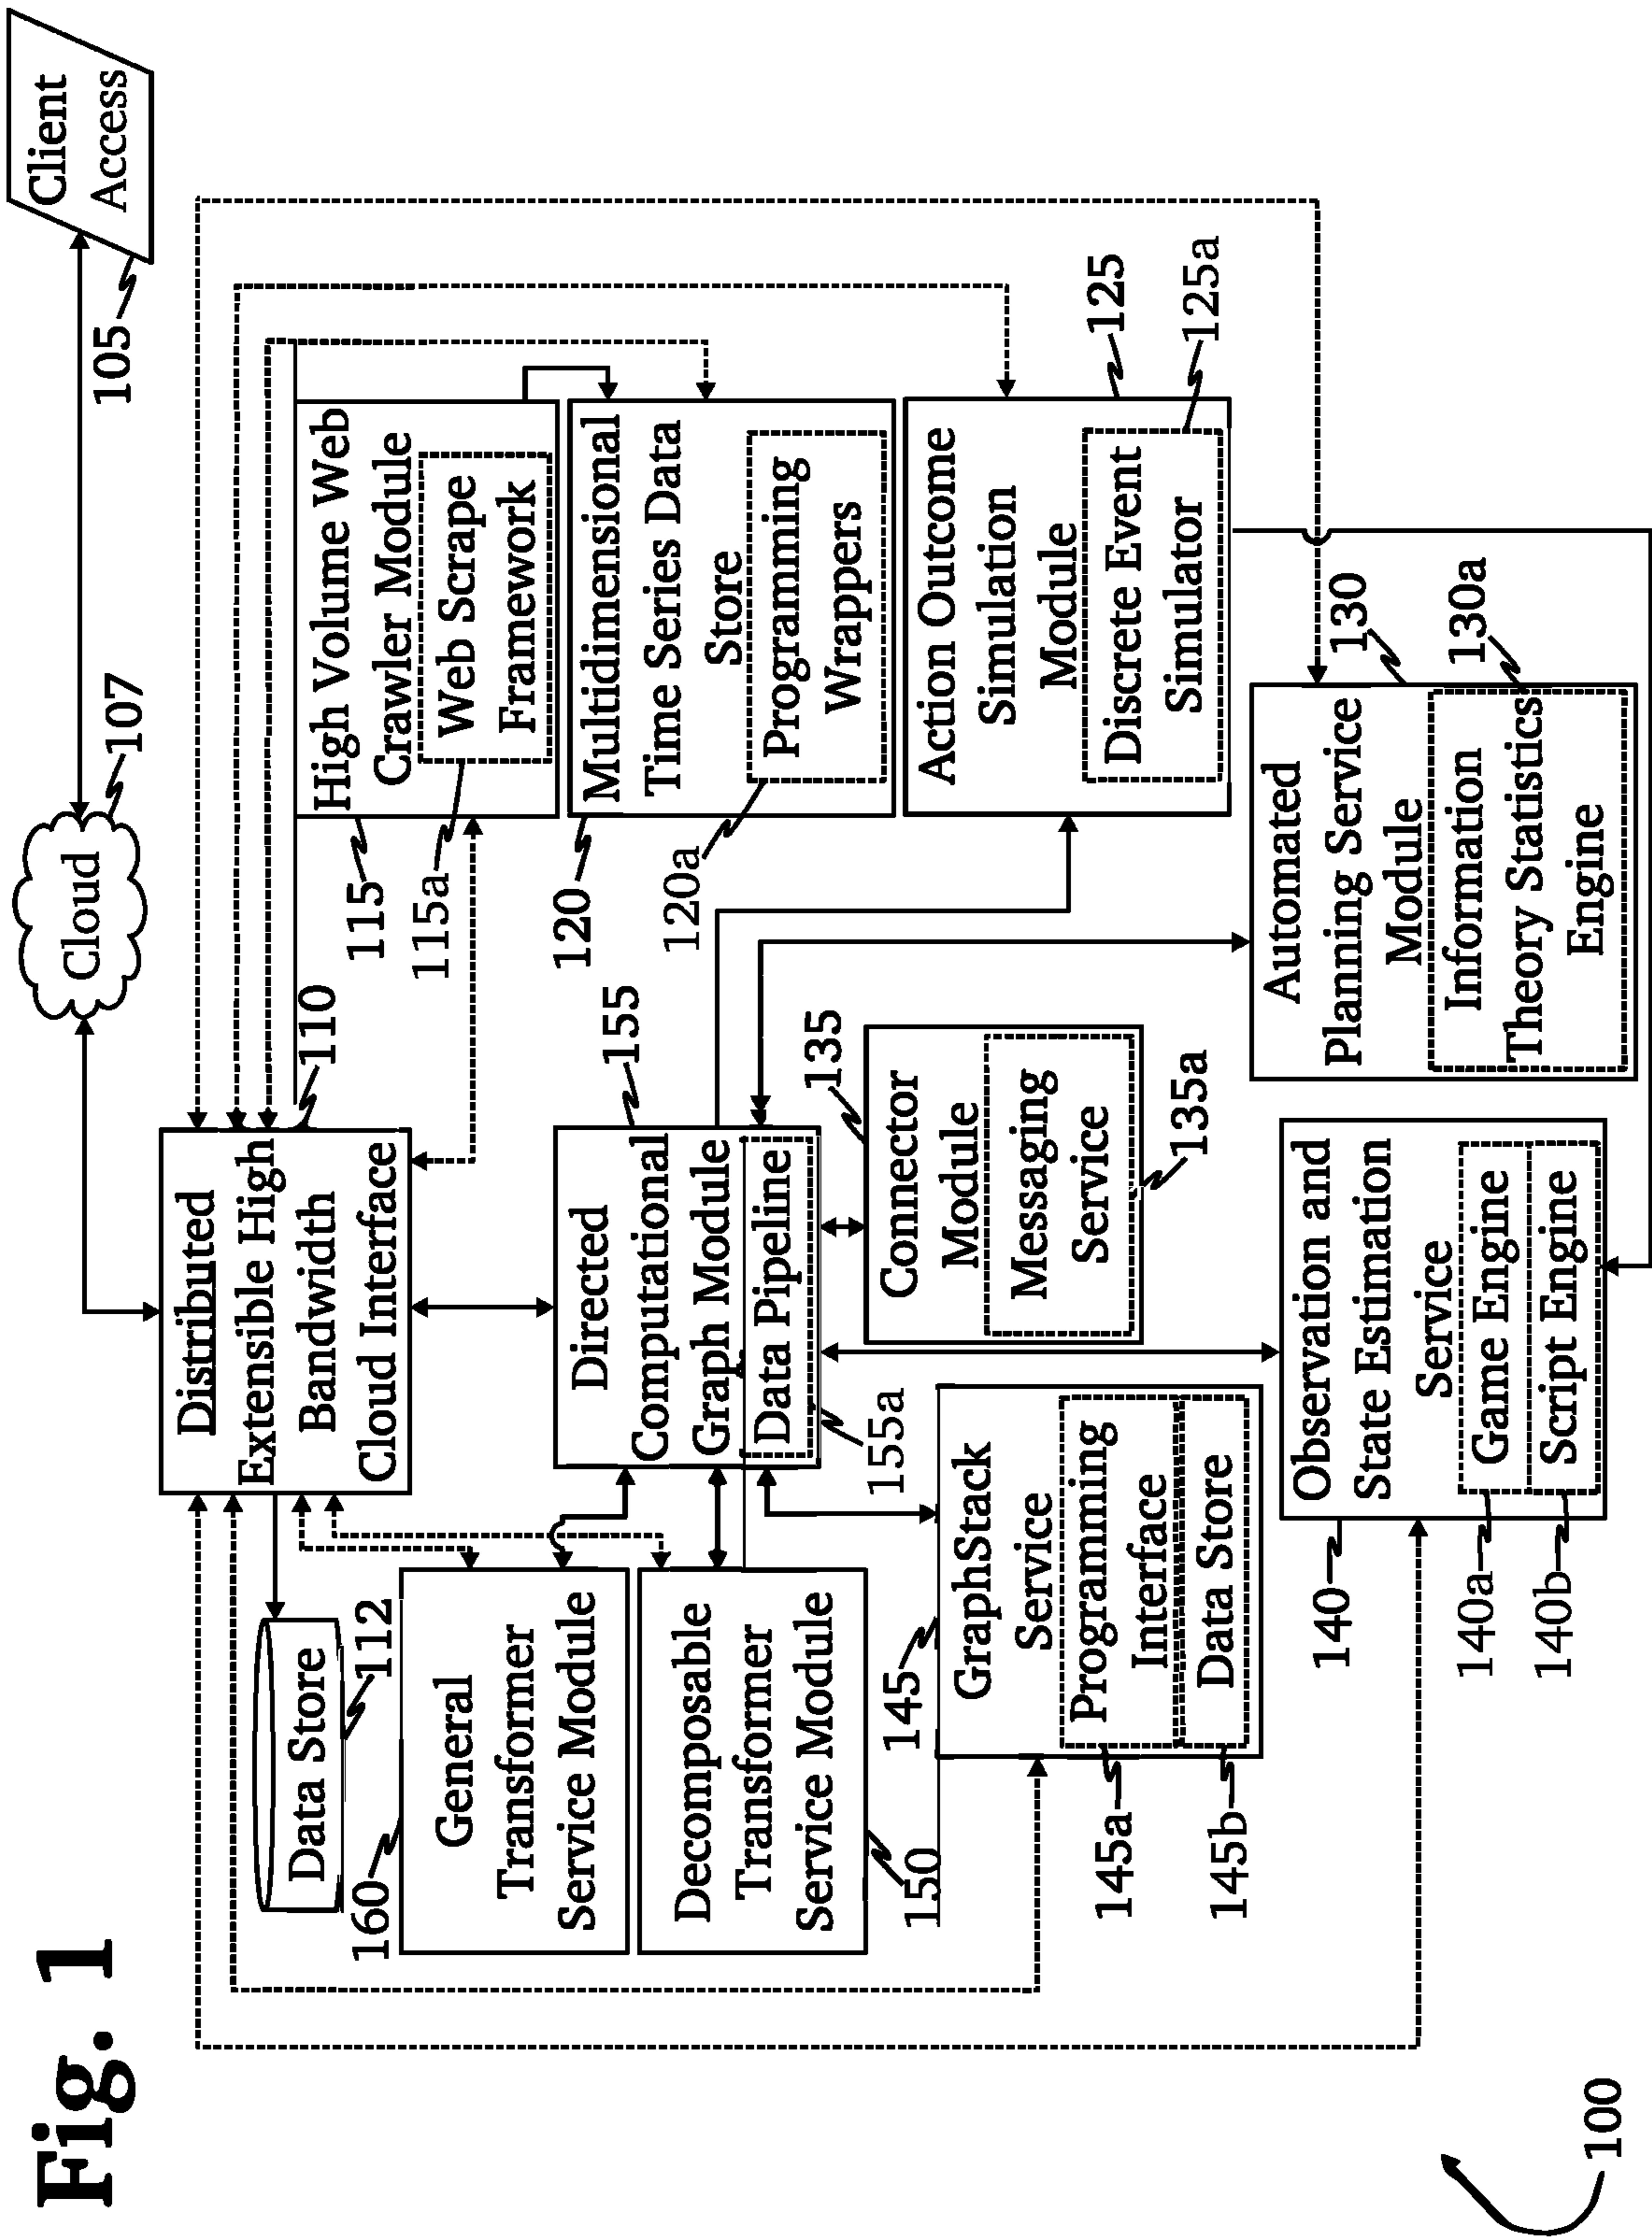 Fig. 1
Client
Access
105
Cloud
107
Distributed
Extensible High
Bandwidth
Cloud Interface
110
Data Store
112
High Volume Web
Crawler Module
Web Scrape
Framework
115
115a
Multidimensional
Time Series Data
Store
Programming
Wrappers
120
120a
Action Outcome
Simulation
Module
Discrete Event
Simulator
125
125a
Automated
Planning Service
Module
Information
Theory Statistics
Engine
130
130a
Directed
Computational
Graph Module
Data Pipeline
155
155a
Connector
Module
Messaging
Service
135
135a
General
Transformer
Service Module
160
Decomposable
Transformer
Service Module
150
GraphStack
Service
Programming
Interface
Data Store
145
145a
145b
Observation and
State Estimation
Service
Game Engine
Script Engine
140
140a
140b
100